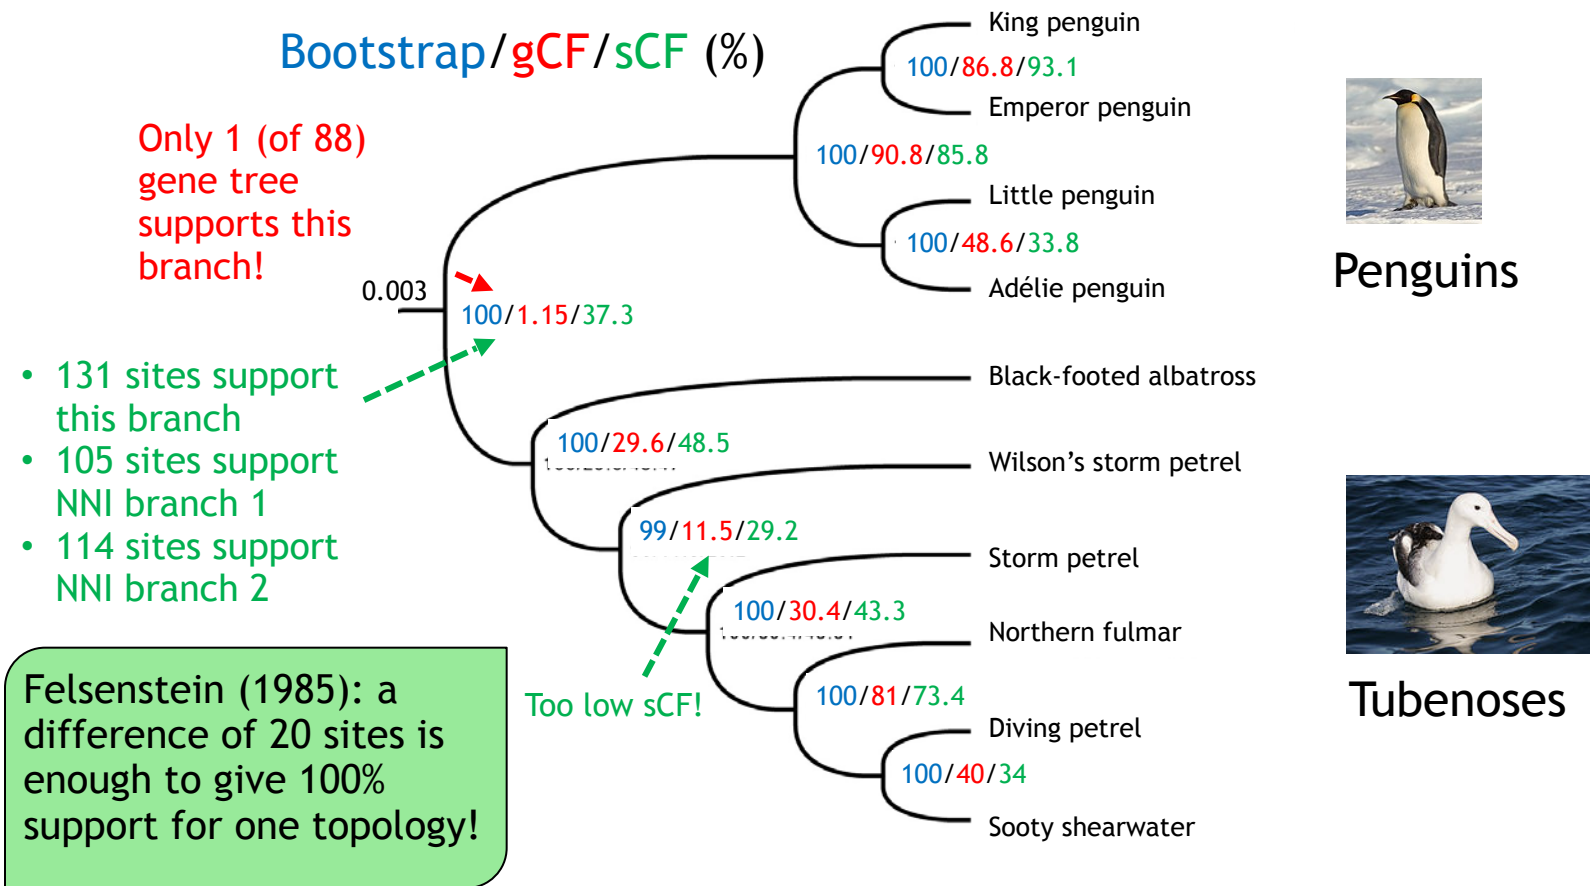 Bootstrap/gCF/sCF (%)
Only 1 (of 88)
gene tree
supports this
branch!
0.003
100/1.15/37.3
• 131 sites support
this branch
• 105 sites support
NNI branch 1
• 114 sites support
NNI branch 2
Felsenstein (1985): a
difference of 20 sites is
enough to give 100%
support for one topology!
King penguin
100/86.8/93.1
Emperor penguin
100/90.8/85.8
Little penguin
100/48.6/33.8
Adélie penguin
Black-footed albatross
100/29.6/48.5
Wilson's storm petrel
99/11.5/29.2
Storm petrel
100/30.4/43.3
Northern fulmar
100/81/73.4
Too low sCF!
Diving petrel
100/40/34
Sooty shearwater
Penguins
Tubenoses